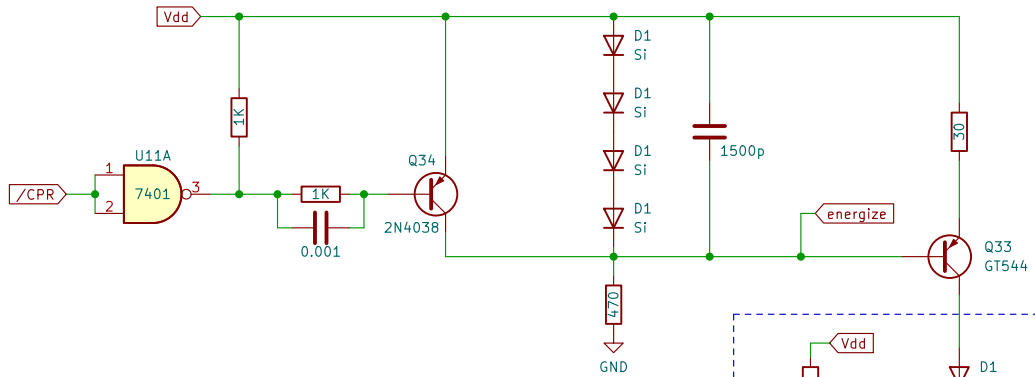 Vdd
D1
Si
D1
Si
1K
30
U11A
1500p
D1
Si
1
7401
3
2
/CPR
Q34
1K
2N4038
0.001
D1
Si
energize
Q33
GT544
470
GND
Vdd
D1